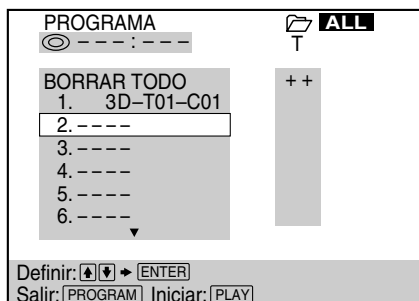 PROGRAMA ALL
– – – : – – – T
BORRAR TODO + +
1. 3D–T01–C01
2. – – – –
3. – – – –
4. – – – –
5. – – – –
6. – – – –
Definir: ENTER
Salir: PROGRAM Iniciar: PLAY